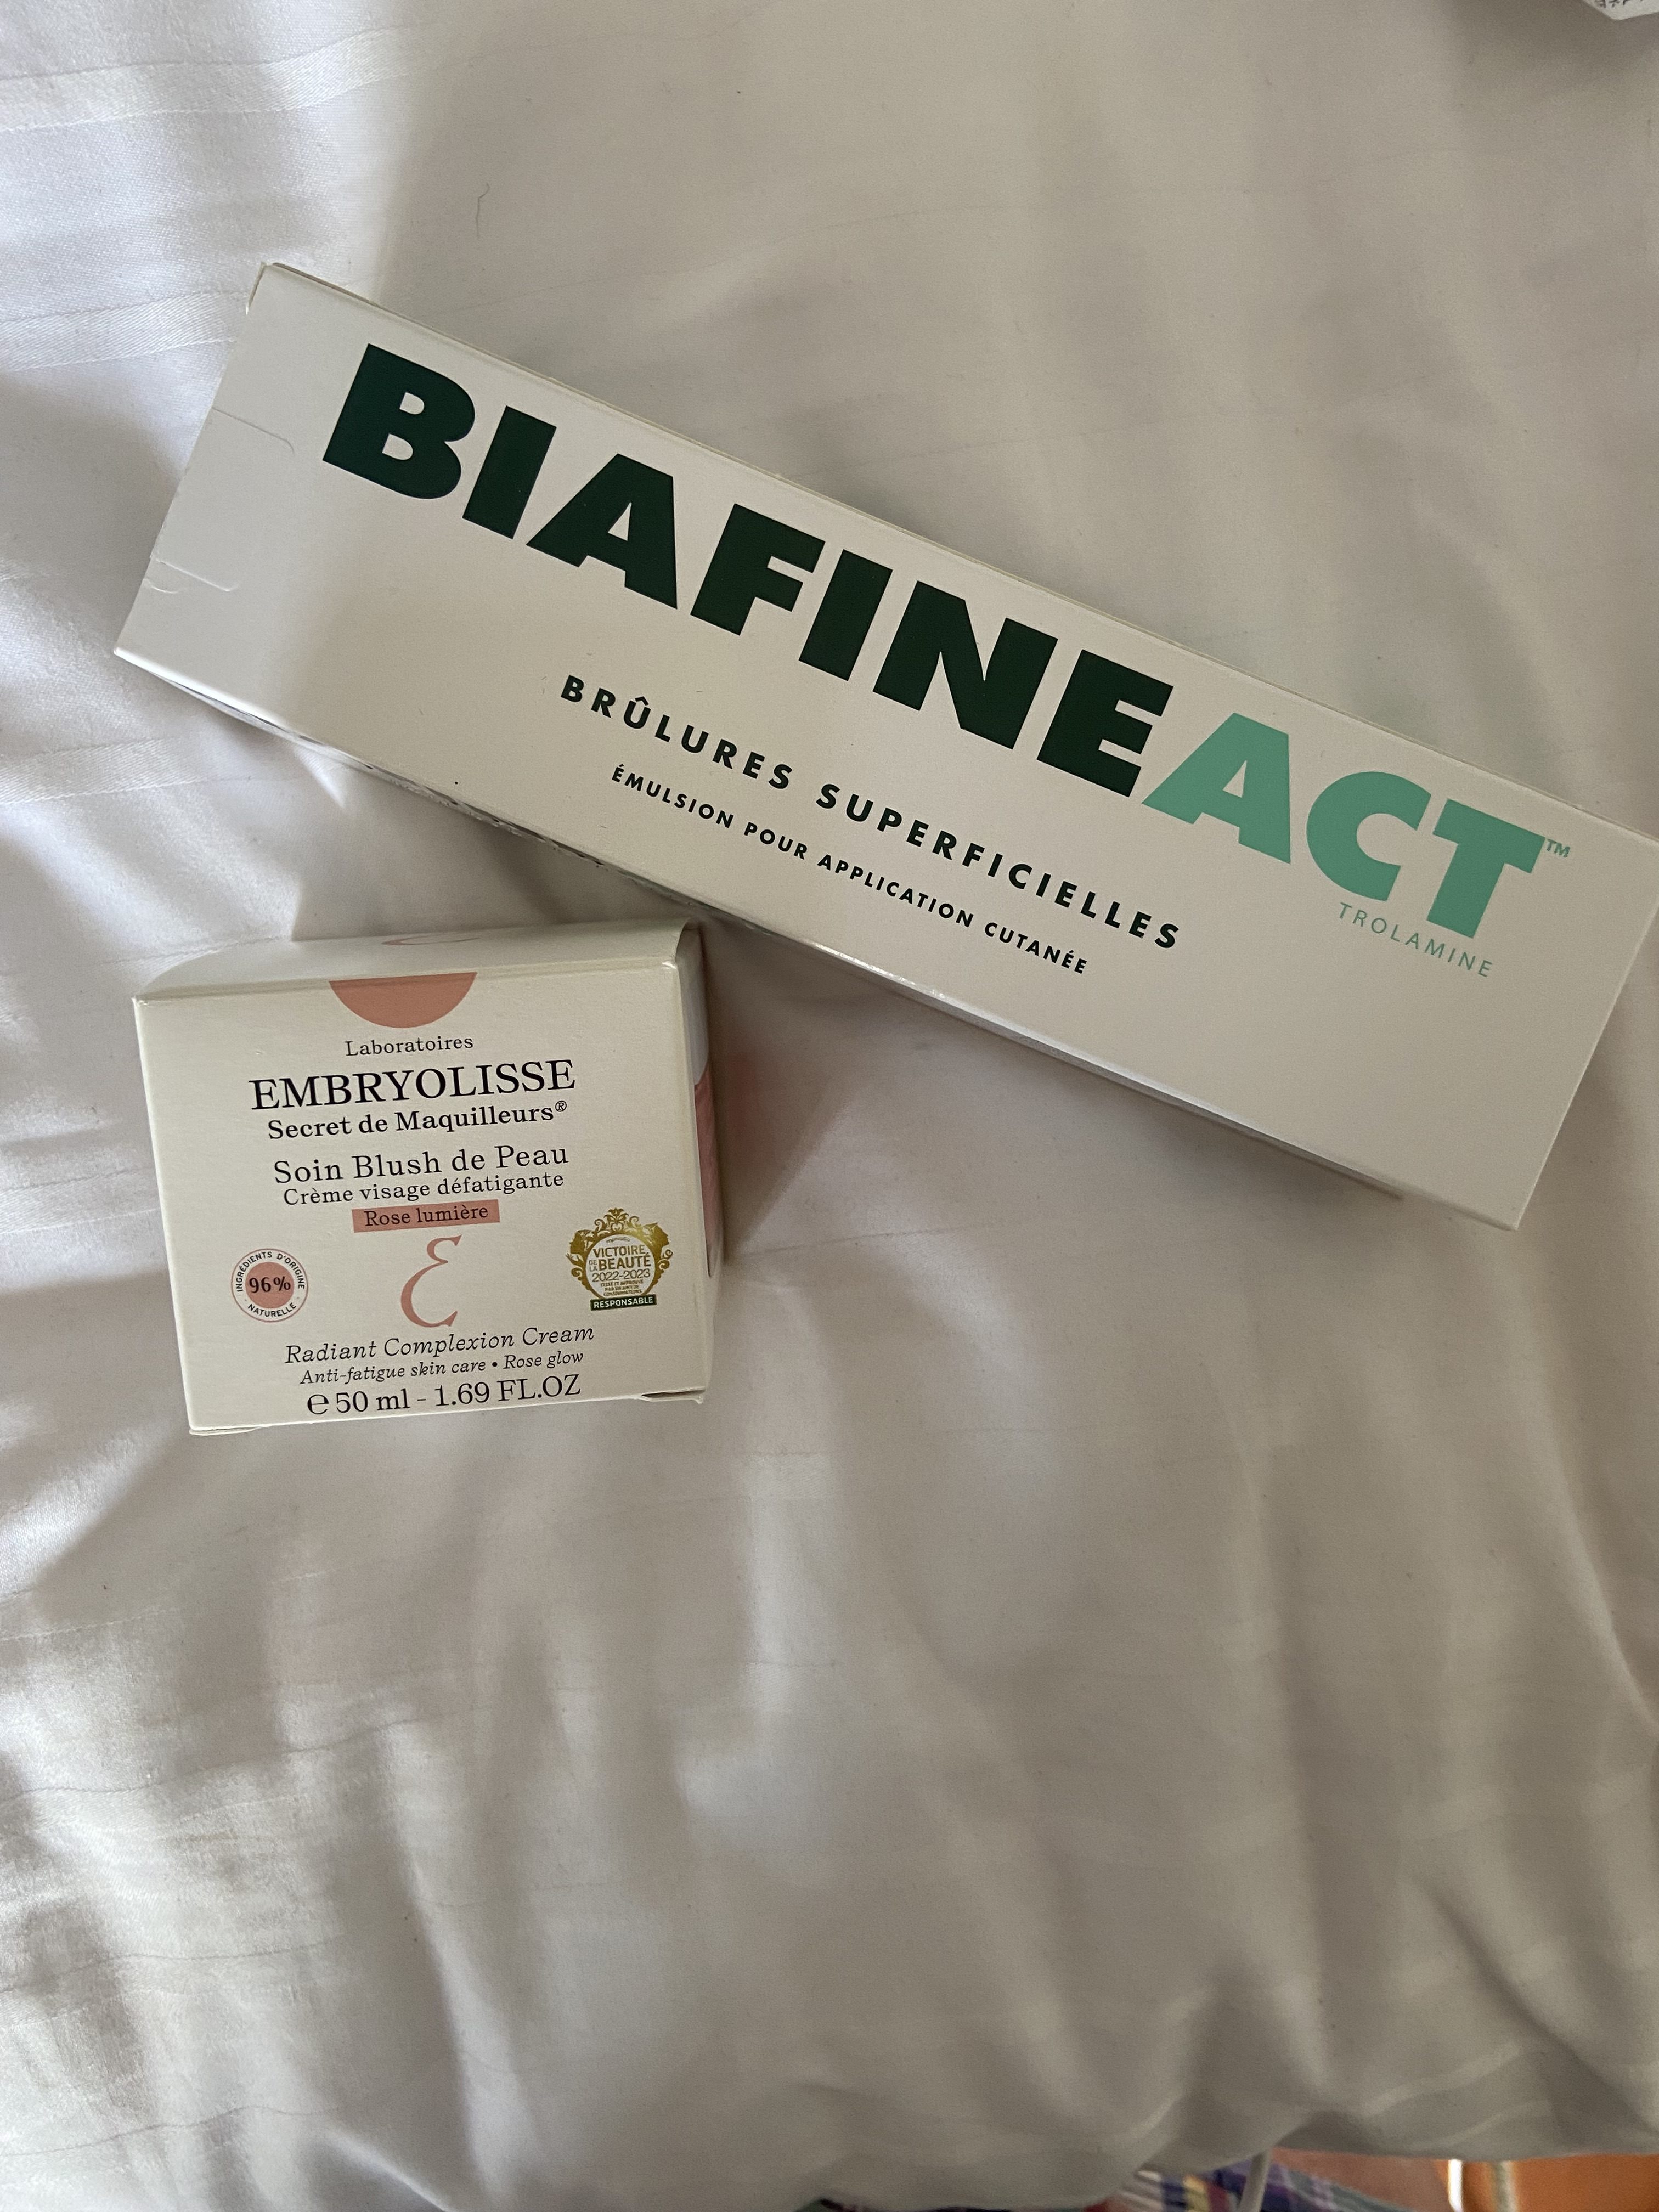 BIAFINEACT™
TROLAMINE
BRÛLURES SUPERFICIELLES
ÉMULSION POUR APPLICATION CUTANÉE
Laboratoires
EMBRYOLISSE
Secret de Maquilleurs®
Soin Blush de Peau
Crème visage défatigante
Rose lumière
INGRÉDIENTS D'ORIGINE
96%
NATURELLE
VICTOIRE
DE LA BEAUTÉ
2022-2023
RESPONSABLE
Radiant Complexion Cream
Anti-fatigue skin care • Rose glow
℮ 50 ml - 1.69 FL.OZ